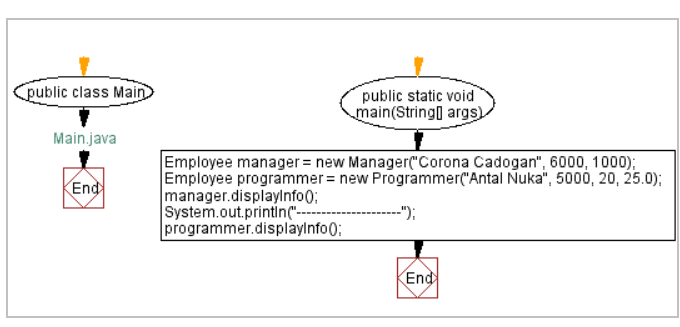 public class Main
Main.java
End
public static void
main(String[] args)
Employee manager = new Manager("Corona Cadogan", 6000, 1000);
Employee programmer = new Programmer("Antal Nuka", 5000, 20, 25.0);
manager.displayInfo();
System.out.println("---------------------");
programmer.displayInfo();
End